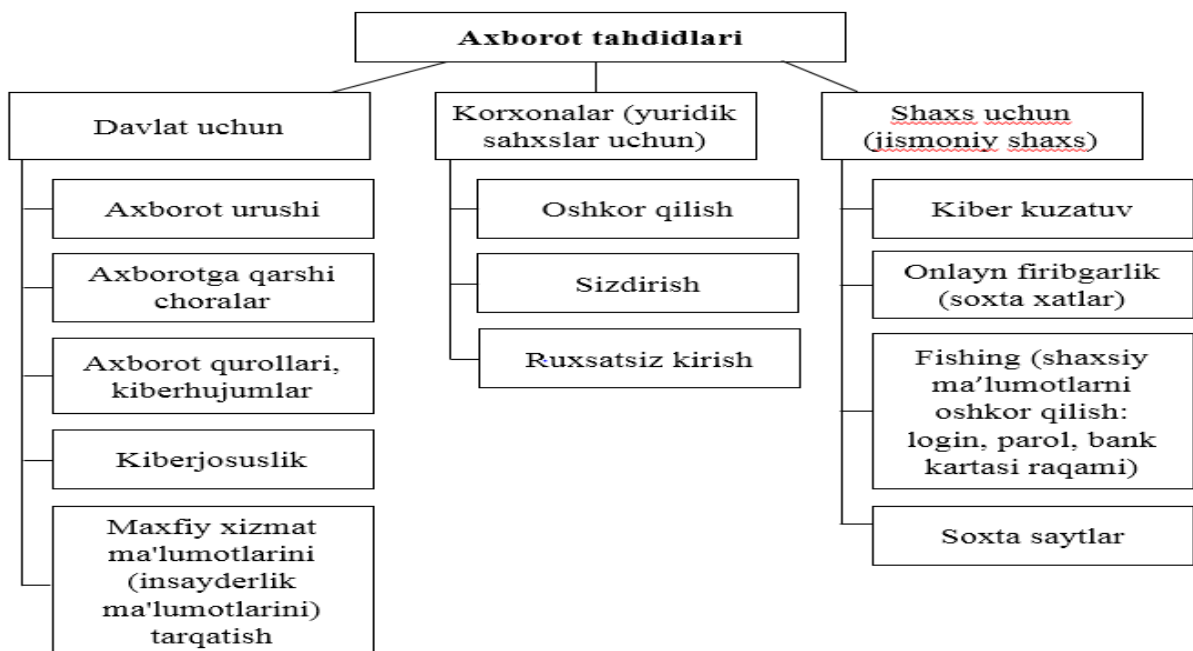 Axborot tahdidlari
Davlat uchun
Axborot urushi
Axborotga qarshi
choralar
Axborot qurollari,
kiberhujumlar
Kiberjosuslik
Maxfiy xizmat
ma'lumotlarini
(insayderlik
ma'lumotlarini)
tarqatish
Korxonalar (yuridik
sahxslar uchun)
Oshkor qilish
Sizdirish
Ruxsatsiz kirish
Shaxs uchun
(jismoniy shaxs)
Kiber kuzatuv
Onlayn firibgarlik
(soxta xatlar)
Fishing (shaxsiy
ma’lumotlarni
oshkor qilish:
login, parol, bank
kartasi raqami)
Soxta saytlar